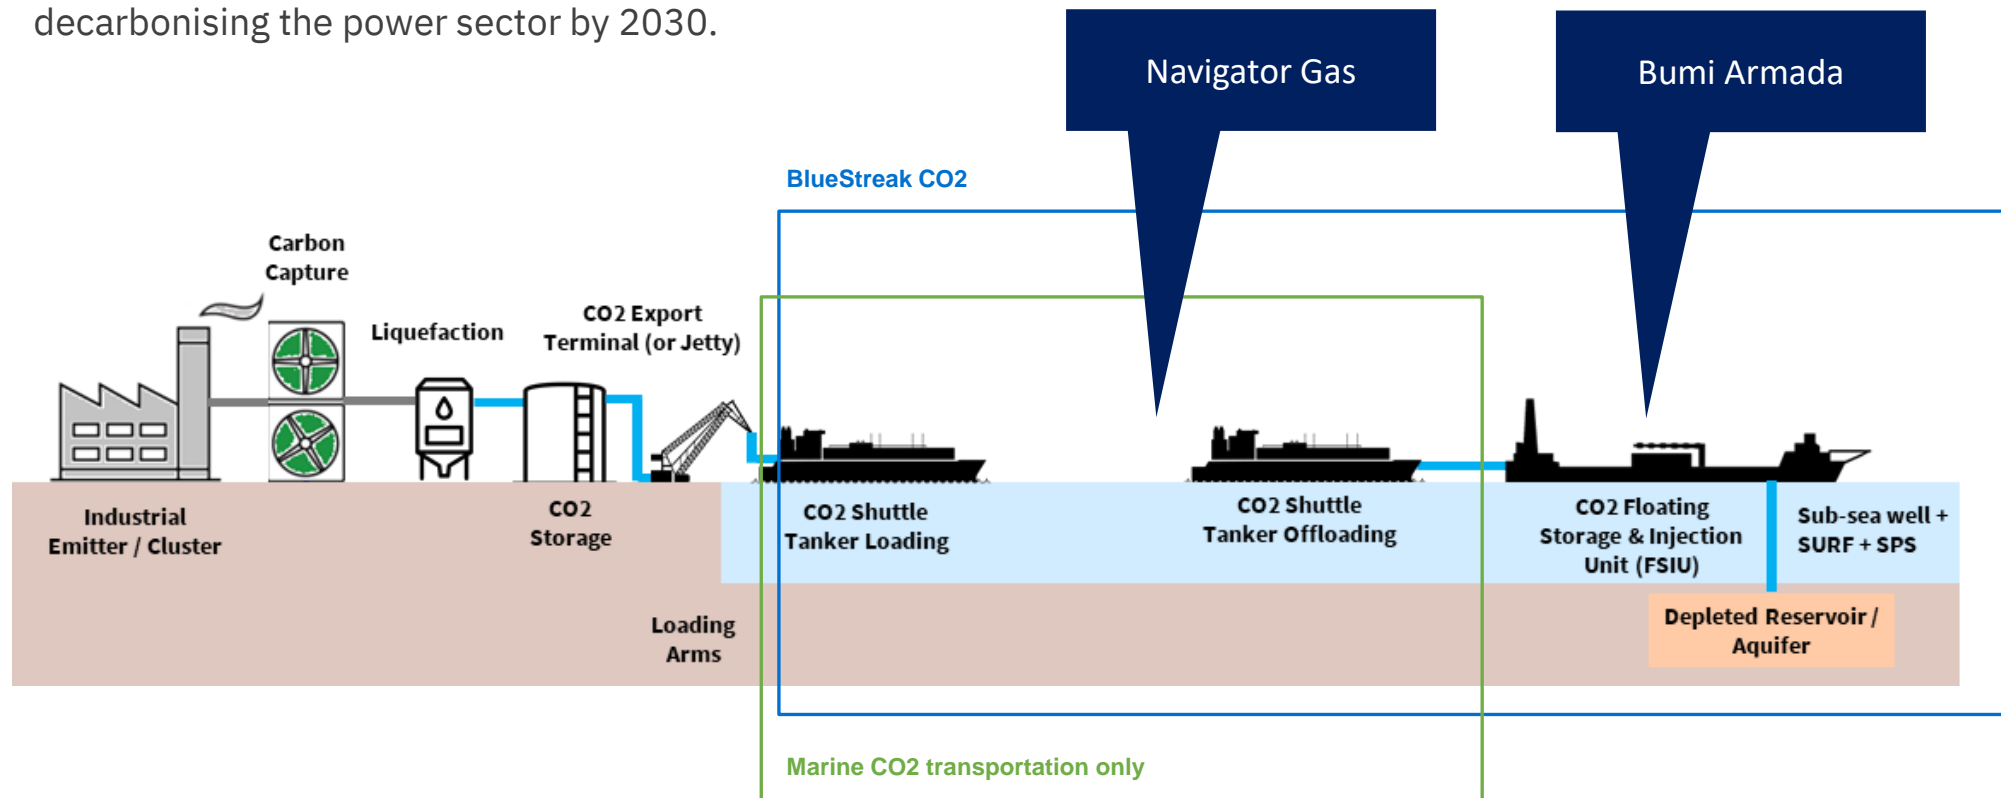 decarbonising the power sector by 2030.
Navigator Gas
Bumi Armada
BlueStreak CO2
Carbon
Capture
Liquefaction
CO2 Export
Terminal (or Jetty)
Industrial
Emitter / Cluster
CO2
Storage
Loading
Arms
CO2 Shuttle
Tanker Loading
CO2 Shuttle
Tanker Offloading
CO2 Floating
Storage & Injection
Unit (FSIU)
Sub-sea well +
SURF + SPS
Depleted Reservoir /
Aquifer
Marine CO2 transportation only